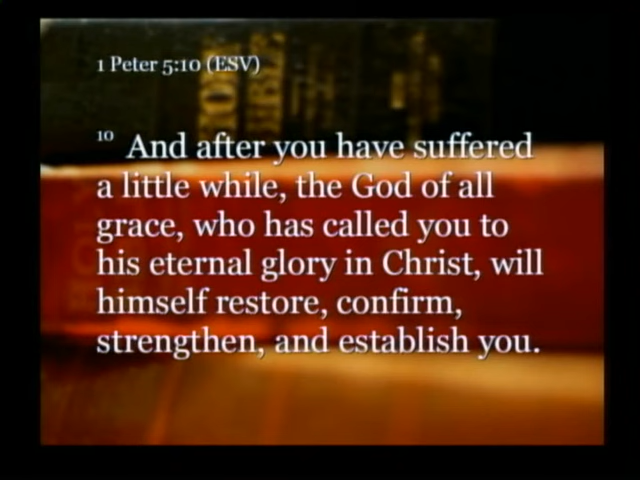 1 Peter 5:10 (ESV)
10 And after you have suffered
a little while, the God of all
grace, who has called you to
his eternal glory in Christ, will
himself restore, confirm,
strengthen, and establish you.